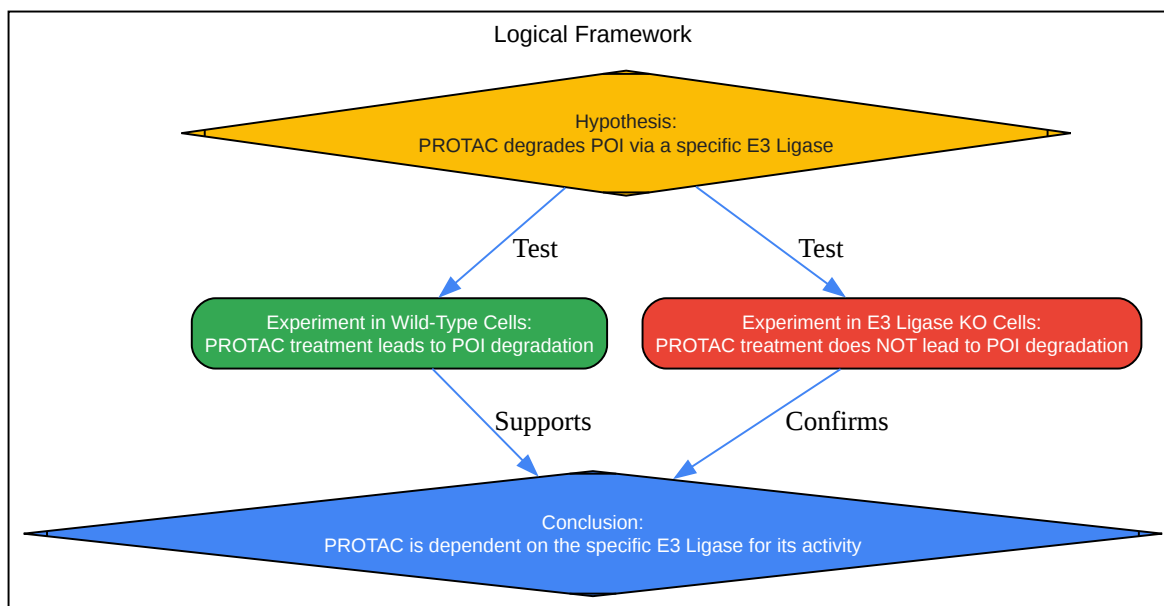 Logical Framework
Hypothesis:
PROTAC degrades POI via a specific E3 Ligase
Test
Test
Experiment in Wild-Type Cells:
PROTAC treatment leads to POI degradation
Experiment in E3 Ligase KO Cells:
PROTAC treatment does NOT lead to POI degradation
Supports
Confirms
Conclusion:
PROTAC is dependent on the specific E3 Ligase for its activity